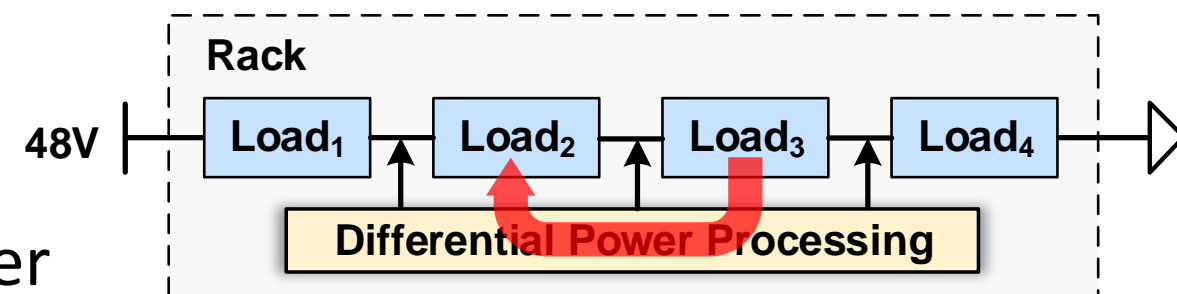 Rack
48V
Load₁ Load₂ Load₃ Load₄
Differential Power Processing
er